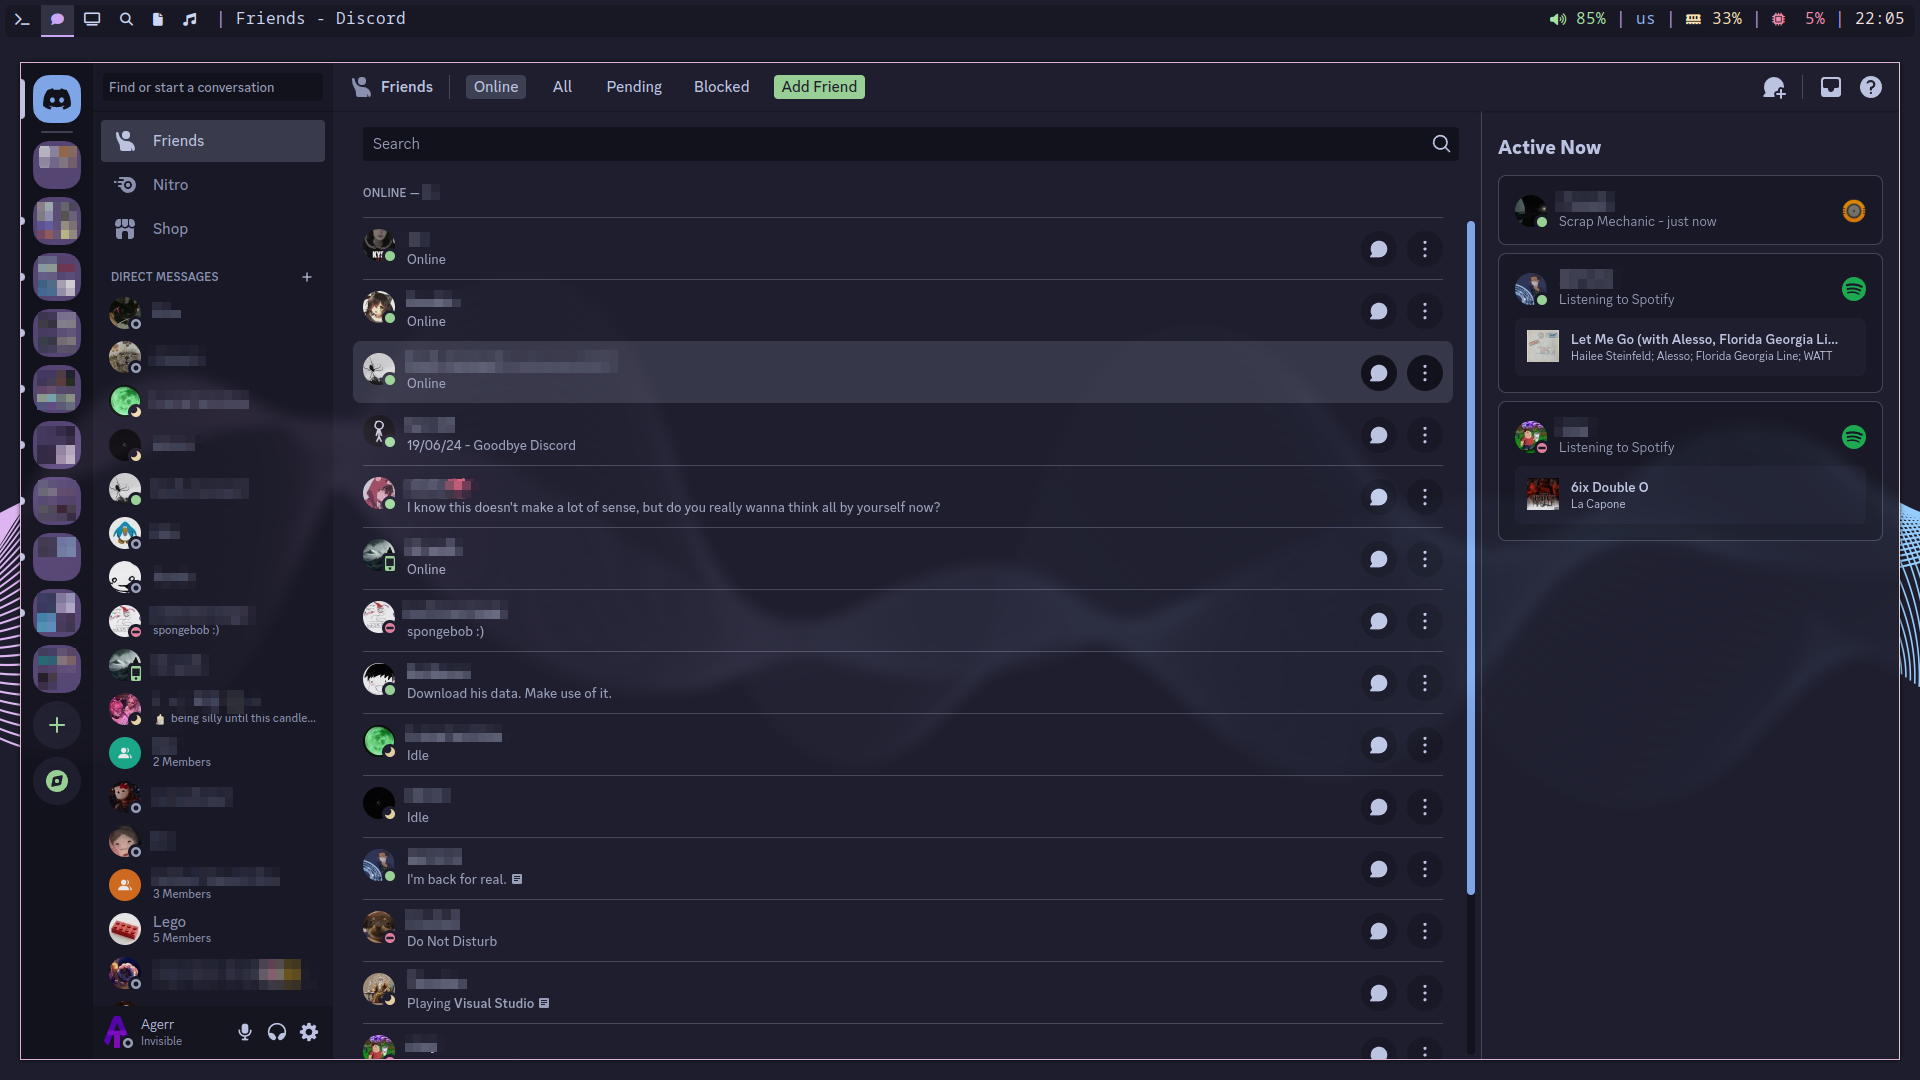 Friends - Discord
85% | us | 33% | 5% | 22:05
Find or start a conversation
Friends
Nitro
Shop
DIRECT MESSAGES
spongebob :)
being silly until this candle...
2 Members
3 Members
Lego
5 Members
Agerr
Invisible
Friends
Online
All
Pending
Blocked
Add Friend
Search
ONLINE —
Online
Online
Online
19/06/24 - Goodbye Discord
I know this doesn't make a lot of sense, but do you really wanna think all by yourself now?
Online
spongebob :)
Download his data. Make use of it.
Idle
Idle
I'm back for real.
Do Not Disturb
Playing Visual Studio
Active Now
Scrap Mechanic - just now
Listening to Spotify
Let Me Go (with Alesso, Florida Georgia Li...
Hailee Steinfeld; Alesso; Florida Georgia Line; WATT
Listening to Spotify
6ix Double O
La Capone